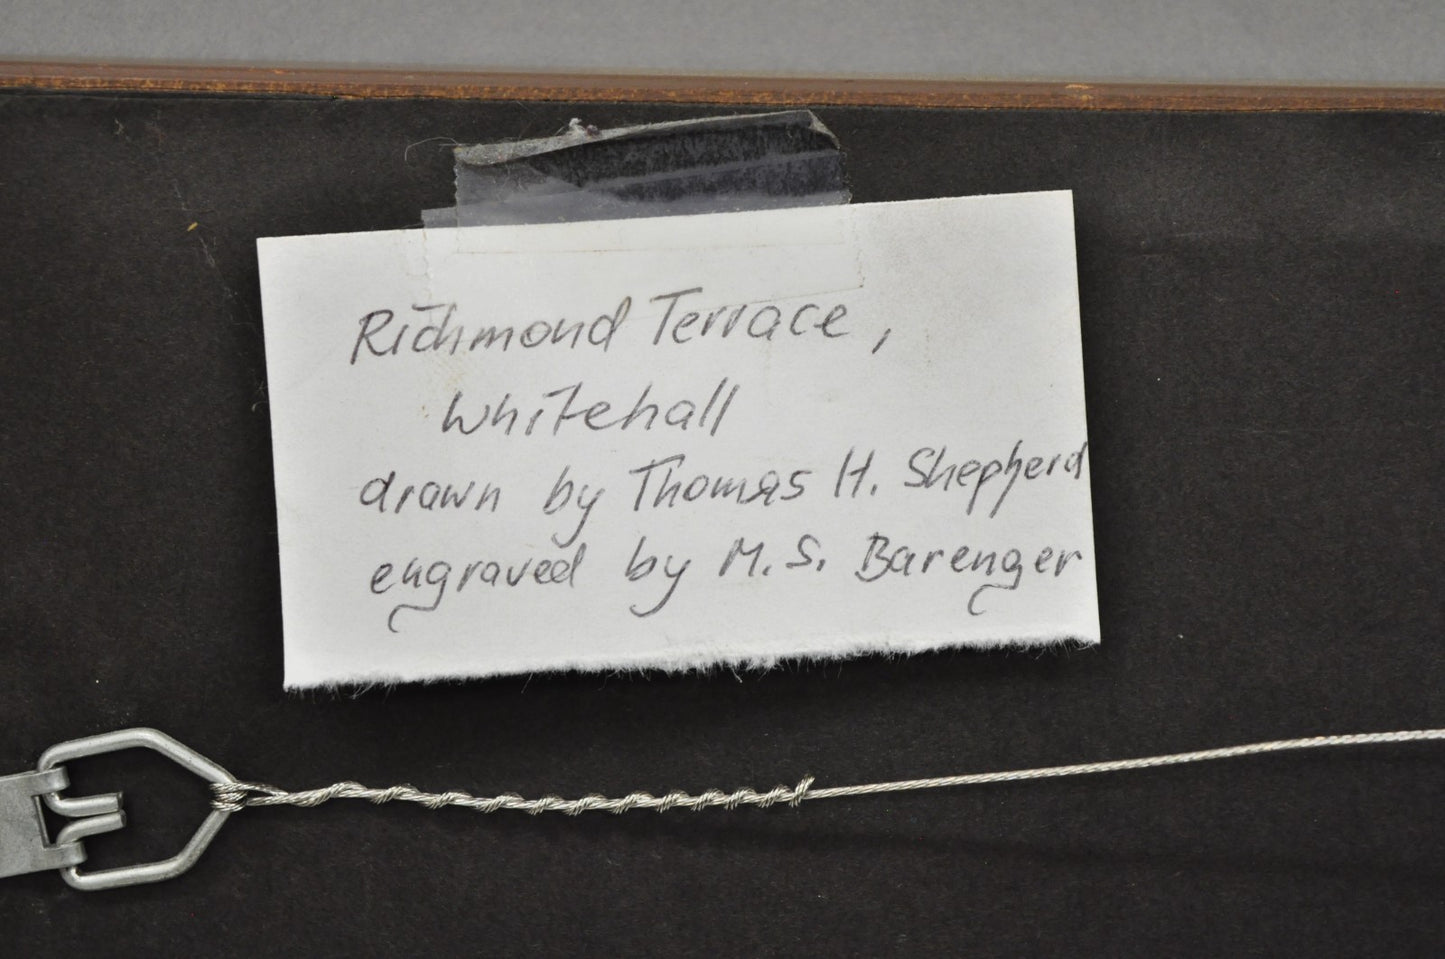 Richmond Terrace,
Whitehall
drawn by Thomas H. Shepherd
engraved by M. S. Barenger